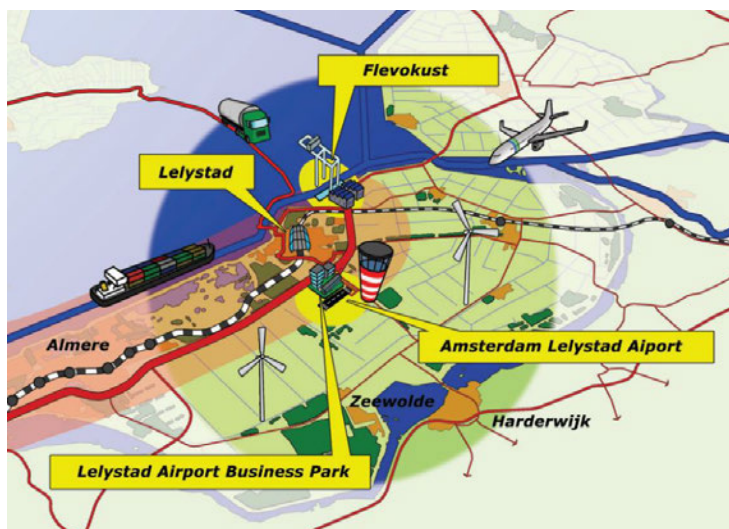 Flevokust
Lelystad
Almere
Amsterdam Lelystad Aiport
Zeewolde
Harderwijk
Lelystad Airport Business Park